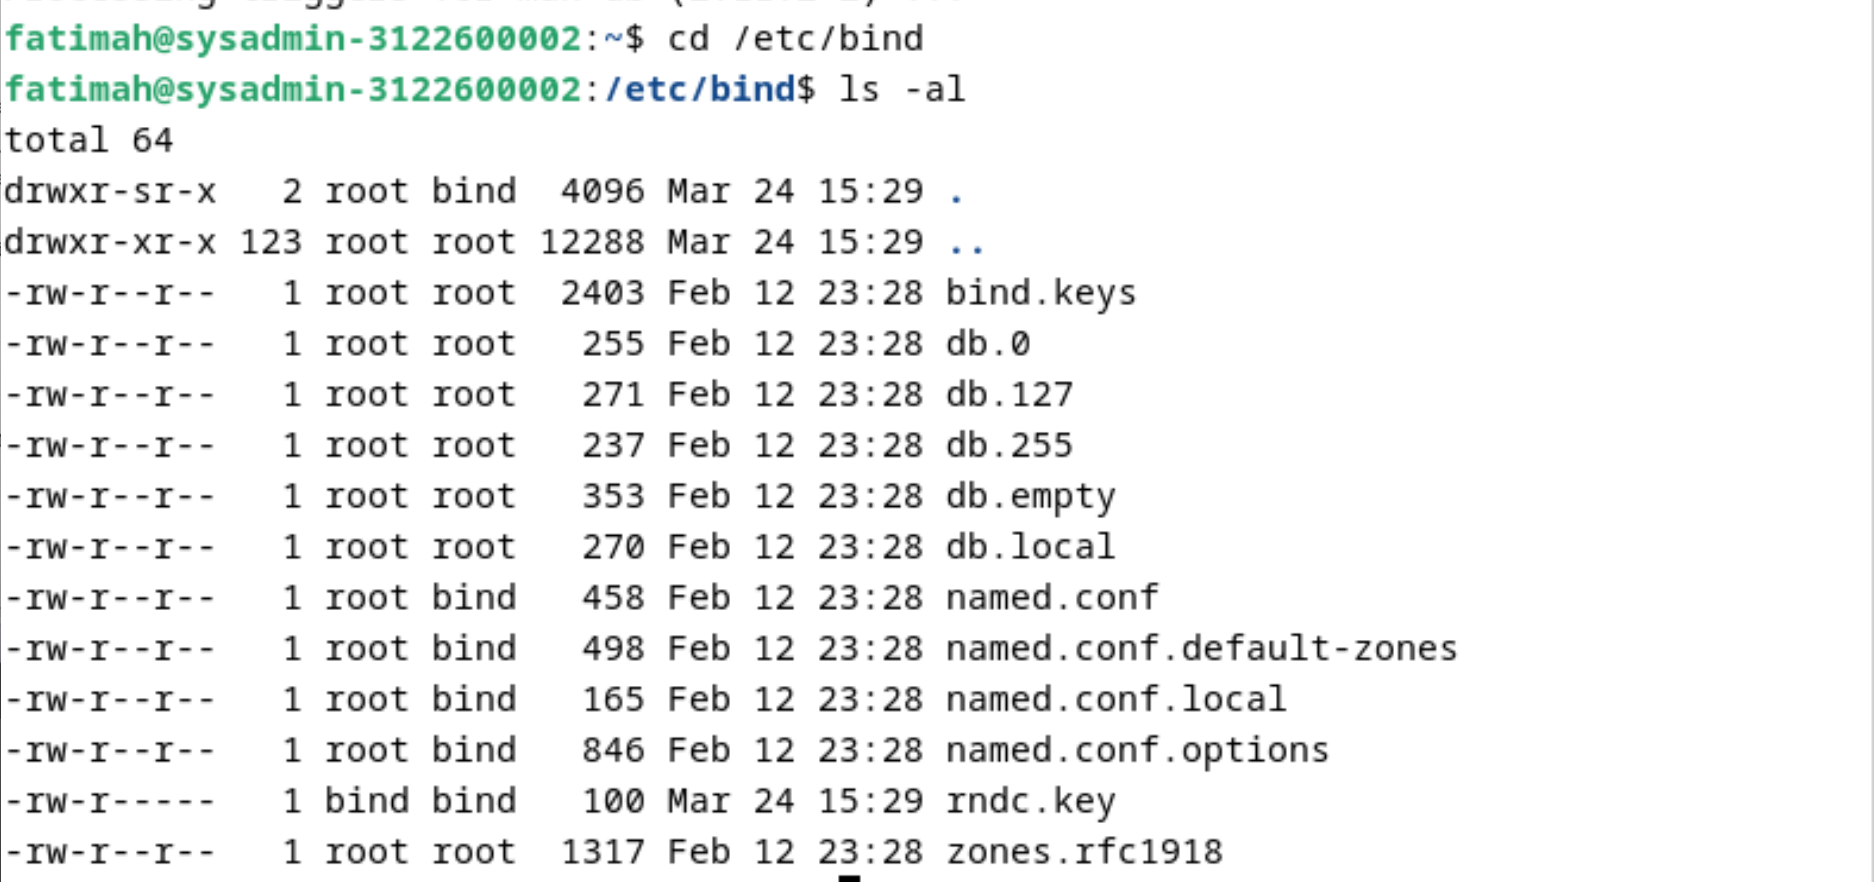 fatimah@sysadmin-3122600002:~$ cd /etc/bind
fatimah@sysadmin-3122600002:/etc/bind$ ls -al
total 64
drwxr-sr-x   2 root bind  4096 Mar 24 15:29 .
drwxr-xr-x 123 root root 12288 Mar 24 15:29 ..
-rw-r--r--   1 root root  2403 Feb 12 23:28 bind.keys
-rw-r--r--   1 root root   255 Feb 12 23:28 db.0
-rw-r--r--   1 root root   271 Feb 12 23:28 db.127
-rw-r--r--   1 root root   237 Feb 12 23:28 db.255
-rw-r--r--   1 root root   353 Feb 12 23:28 db.empty
-rw-r--r--   1 root root   270 Feb 12 23:28 db.local
-rw-r--r--   1 root bind   458 Feb 12 23:28 named.conf
-rw-r--r--   1 root bind   498 Feb 12 23:28 named.conf.default-zones
-rw-r--r--   1 root bind   165 Feb 12 23:28 named.conf.local
-rw-r--r--   1 root bind   846 Feb 12 23:28 named.conf.options
-rw-r-----   1 bind bind   100 Mar 24 15:29 rndc.key
-rw-r--r--   1 root root  1317 Feb 12 23:28 zones.rfc1918